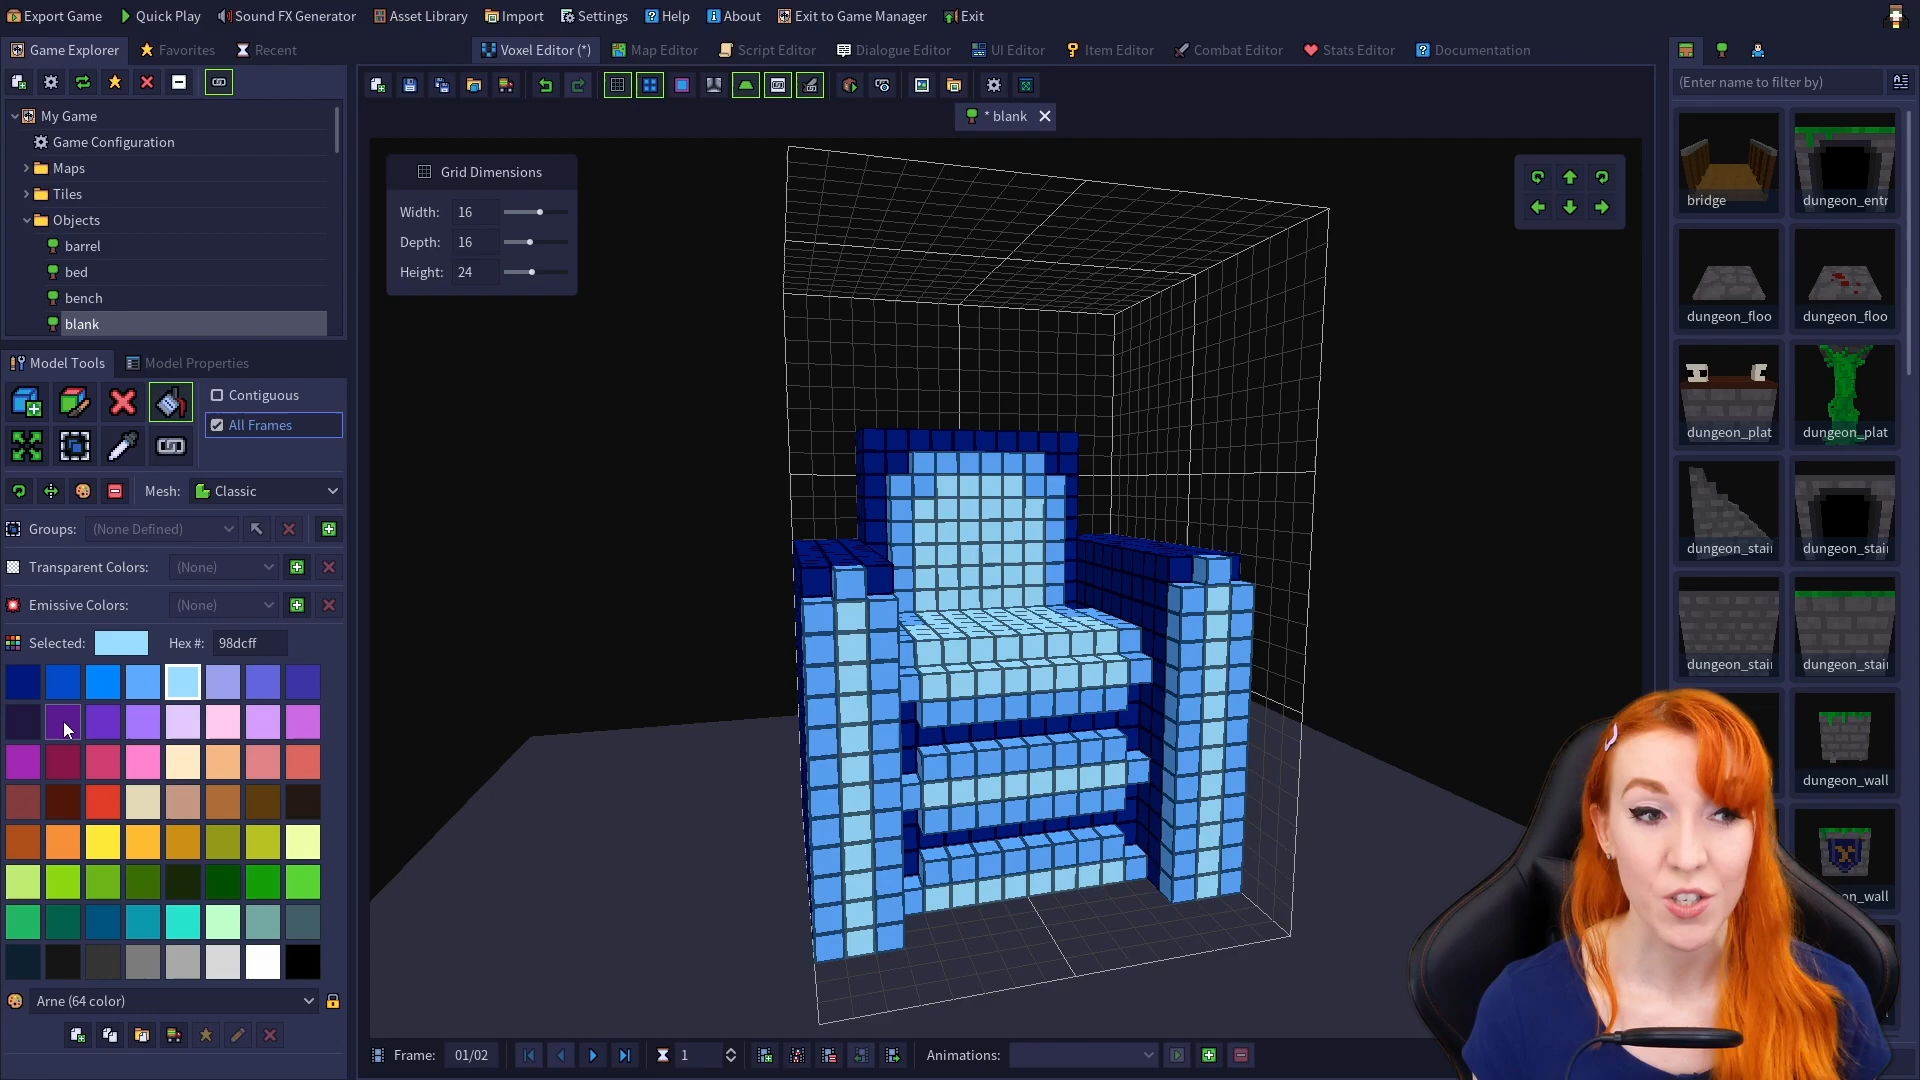 Export Game
Quick Play
Sound FX Generator
Asset Library
Import
Settings
Help
About
Exit to Game Manager
Exit
Game Explorer
Favorites
Recent
Voxel Editor (*)
Map Editor
Script Editor
Dialogue Editor
UI Editor
Item Editor
Combat Editor
Stats Editor
Documentation
(Enter name to filter by)
* blank
My Game
Game Configuration
Maps
Tiles
Objects
barrel
bed
bench
blank
Grid Dimensions
Width: 16
Depth: 16
Height: 24
Model Tools
Model Properties
Contiguous
All Frames
Mesh: Classic
Groups: (None Defined)
Transparent Colors: (None)
Emissive Colors: (None)
Selected:
Hex #: 98dcff
Arne (64 color)
Frame: 01/02
1
Animations:
bridge
dungeon_entr
dungeon_floo
dungeon_floo
dungeon_plat
dungeon_plat
dungeon_stair
dungeon_stair
dungeon_stair
dungeon_stair
dungeon_wall
on_wall